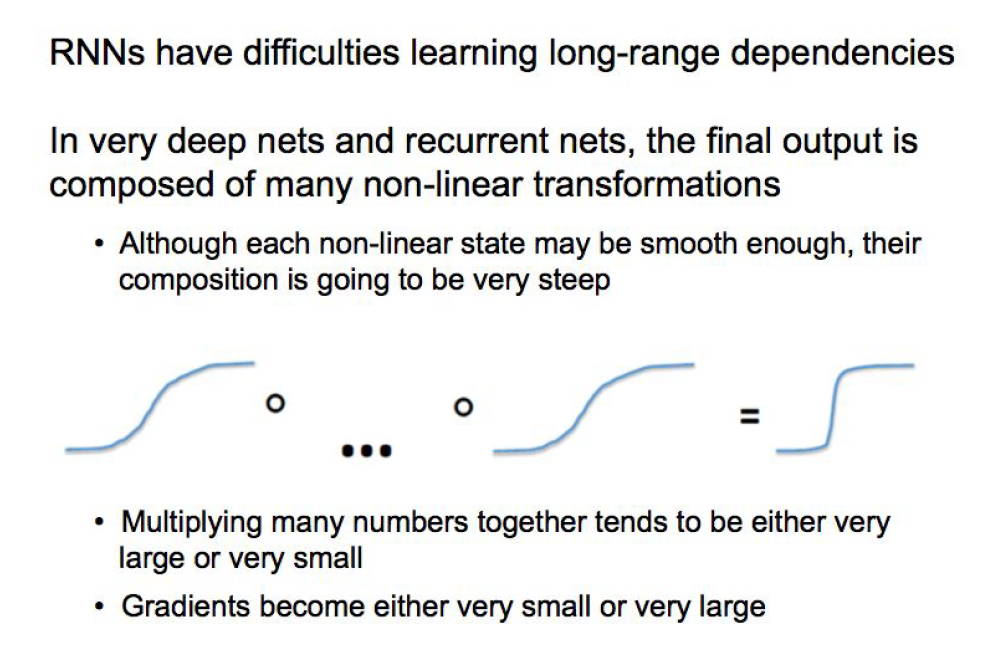 RNNs have difficulties learning long-range dependencies
In very deep nets and recurrent nets, the final output is
composed of many non-linear transformations
• Although each non-linear state may be smooth enough, their
composition is going to be very steep
∘ ... ∘ =
• Multiplying many numbers together tends to be either very
large or very small
• Gradients become either very small or very large